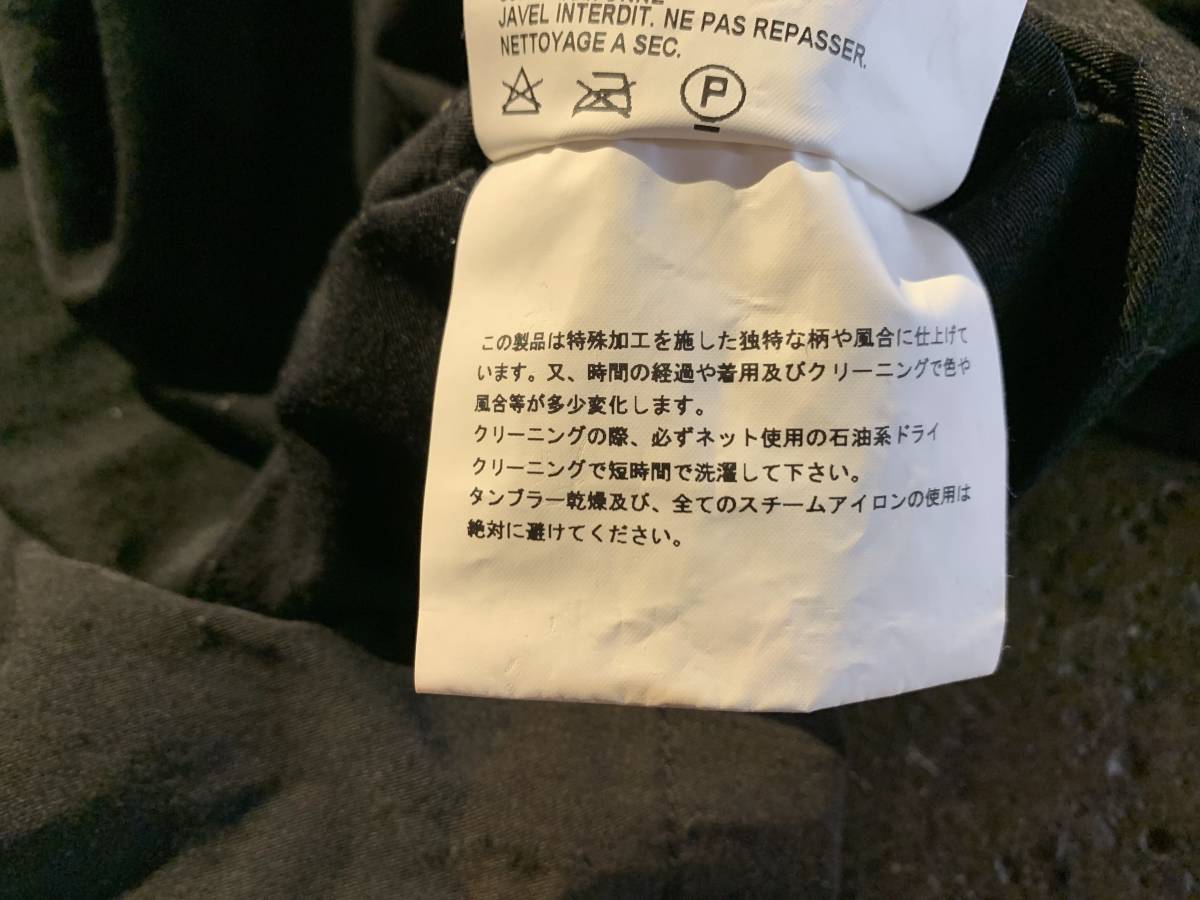 JAVEL INTERDIT. NE PAS REPASSER.
NETTOYAGE A SEC.
P
この製品は特殊加工を施した独特な柄や風合に仕上げて
います。又、時間の経過や着用及びクリーニングで色や
風合等が多少変化します。
クリーニングの際、必ずネット使用の石油系ドライ
クリーニングで短時間で洗濯して下さい。
タンブラー乾燥及び、全てのスチームアイロンの使用は
絶対に避けてください。